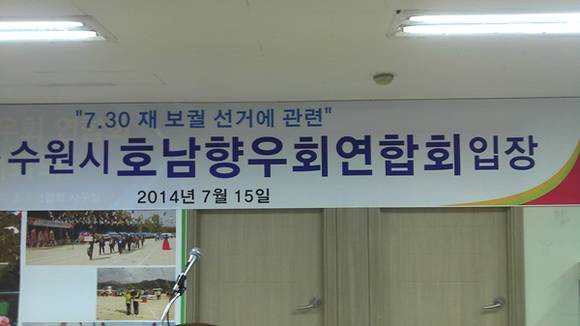 "7.30 재 보궐 선거에 관련"
수원시 호남향우회연합회 입장
2014년 7월 15일